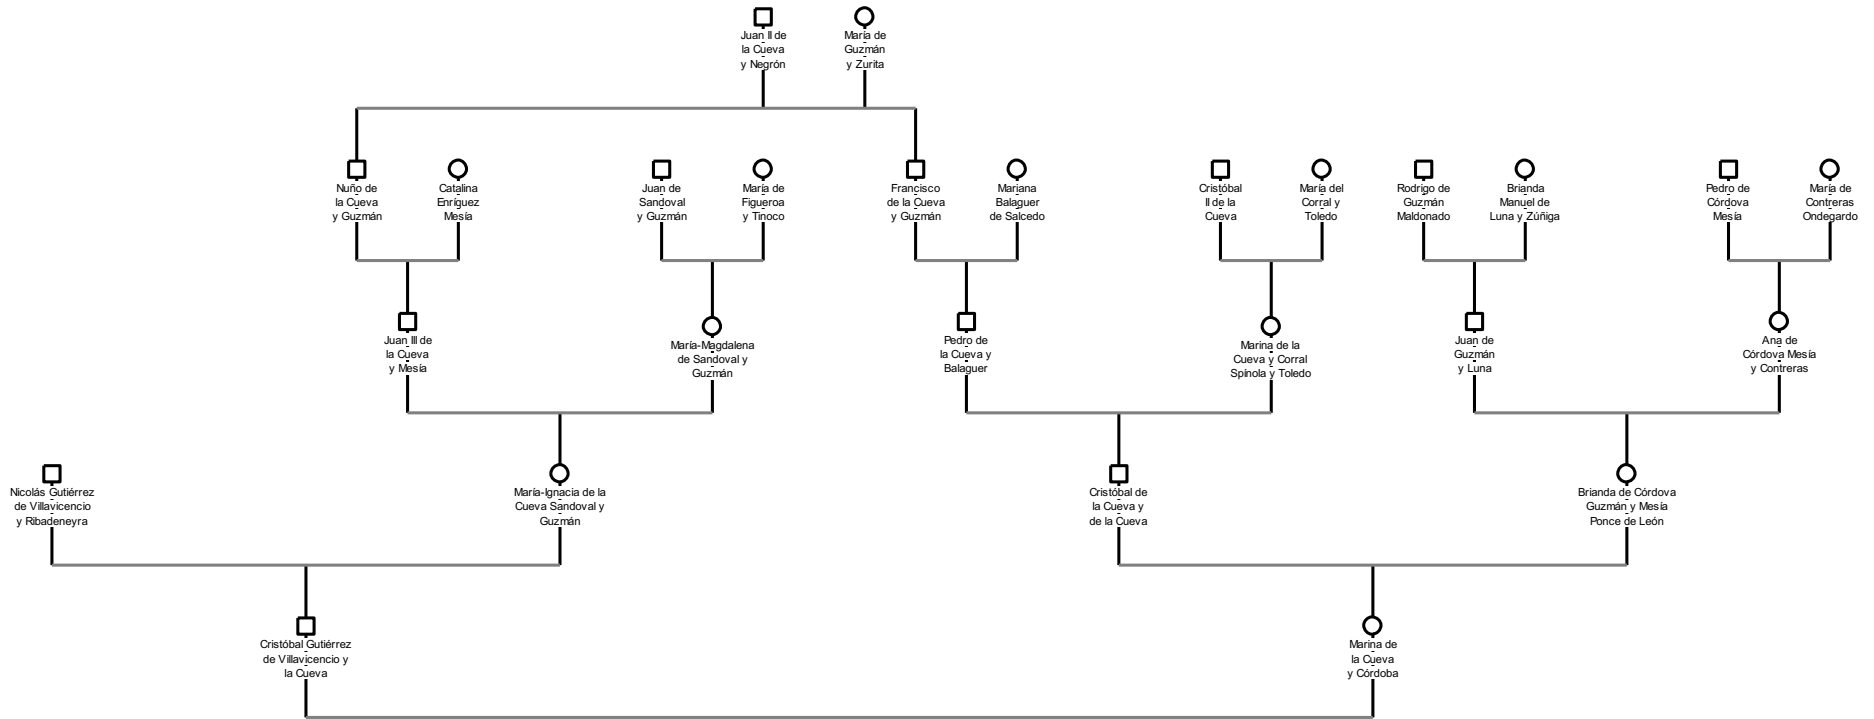 Juan II de
la Cueva
y Negrón
María de
Guzmán
y Zurita
Nuño de
la Cueva
y Guzmán
Catalina
Enríquez
Mesía
Juan de
Sandoval
y Guzmán
María de
Figueroa
y Tinoco
Francisco
de la Cueva
y Guzmán
Mariana
Balaguer
de Salcedo
Cristóbal
II de la
Cueva
María del
Corral y
Toledo
Rodrigo de
Guzmán
Maldonado
Brianda
Manuel de
Luna y Zúñiga
Pedro de
Córdova
Mesía
María de
Contreras
Ondegardo
Juan III de
la Cueva
y Mesía
María-Magdalena
de Sandoval y
Guzmán
Pedro de
la Cueva y
Balaguer
Marina de la
Cueva y Corral
Spínola y Toledo
Juan de
Guzmán
y Luna
Ana de
Córdova Mesía
y Contreras
Nicolás Gutiérrez
de Villavicencio
y Ribadeneyra
María-Ignacia de la
Cueva Sandoval y
Guzmán
Cristóbal de
la Cueva y
de la Cueva
Brianda de Córdova
Guzmán y Mesía
Ponce de León
Cristóbal Gutiérrez
de Villavicencio y
la Cueva
Marina de
la Cueva
y Córdoba